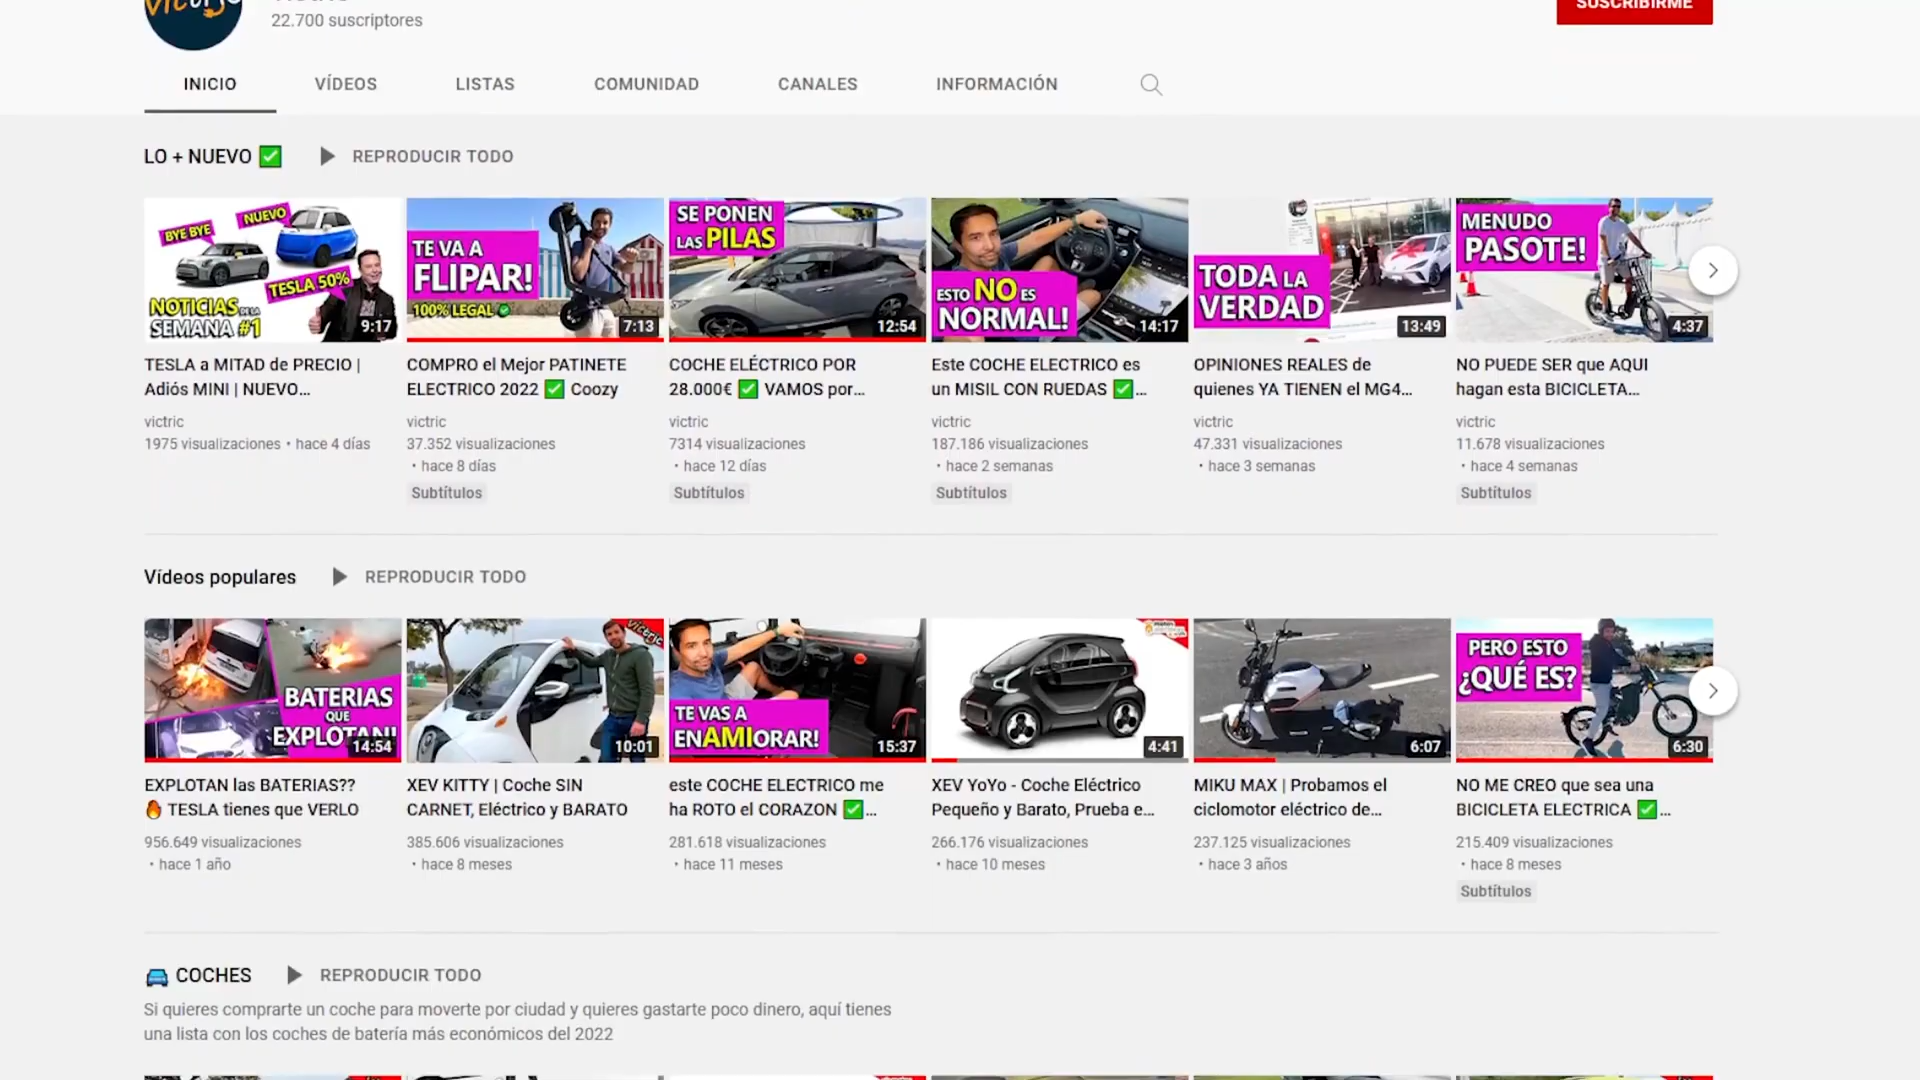 22.700 suscriptores
SUSCRIBIRME
INICIO
VÍDEOS
LISTAS
COMUNIDAD
CANALES
INFORMACIÓN
LO + NUEVO ✅
REPRODUCIR TODO
BYE BYE
NUEVO
TESLA 50%
NOTICIAS DE LA
SEMANA #1
9:17
TE VA A
FLIPAR!
100% LEGAL
7:13
SE PONEN
LAS PILAS
12:54
ESTO NO ES
NORMAL!
14:17
TODA LA
VERDAD
13:49
MENUDO
PASOTE!
4:37
TESLA a MITAD de PRECIO |
Adiós MINI | NUEVO...
victric
1975 visualizaciones • hace 4 días
COMPRO el Mejor PATINETE
ELECTRICO 2022 ✅ Coozy
victric
37.352 visualizaciones
• hace 8 días
Subtítulos
COCHE ELÉCTRICO POR
28.000€ ✅ VAMOS por...
victric
7314 visualizaciones
• hace 12 días
Subtítulos
Este COCHE ELECTRICO es
un MISIL CON RUEDAS ✅...
victric
187.186 visualizaciones
• hace 2 semanas
Subtítulos
OPINIONES REALES de
quienes YA TIENEN el MG4...
victric
47.331 visualizaciones
• hace 3 semanas
NO PUEDE SER que AQUI
hagan esta BICICLETA...
victric
11.678 visualizaciones
• hace 4 semanas
Subtítulos
Vídeos populares
REPRODUCIR TODO
BATERIAS
QUE
EXPLOTAN!
14:54
victric
10:01
TE VAS A
ENAMIORAR!
15:37
4:41
6:07
PERO ESTO
¿QUÉ ES?
6:30
EXPLOTAN las BATERIAS??
🔥 TESLA tienes que VERLO
956.649 visualizaciones
• hace 1 año
XEV KITTY | Coche SIN
CARNET, Eléctrico y BARATO
385.606 visualizaciones
• hace 8 meses
este COCHE ELECTRICO me
ha ROTO el CORAZON ✅...
281.618 visualizaciones
• hace 11 meses
XEV YoYo - Coche Eléctrico
Pequeño y Barato, Prueba e...
266.176 visualizaciones
• hace 10 meses
MIKU MAX | Probamos el
ciclomotor eléctrico de...
237.125 visualizaciones
• hace 3 años
NO ME CREO que sea una
BICICLETA ELECTRICA ✅...
215.409 visualizaciones
• hace 8 meses
Subtítulos
🚘 COCHES
REPRODUCIR TODO
Si quieres comprarte un coche para moverte por ciudad y quieres gastarte poco dinero, aquí tienes
una lista con los coches de batería más económicos del 2022